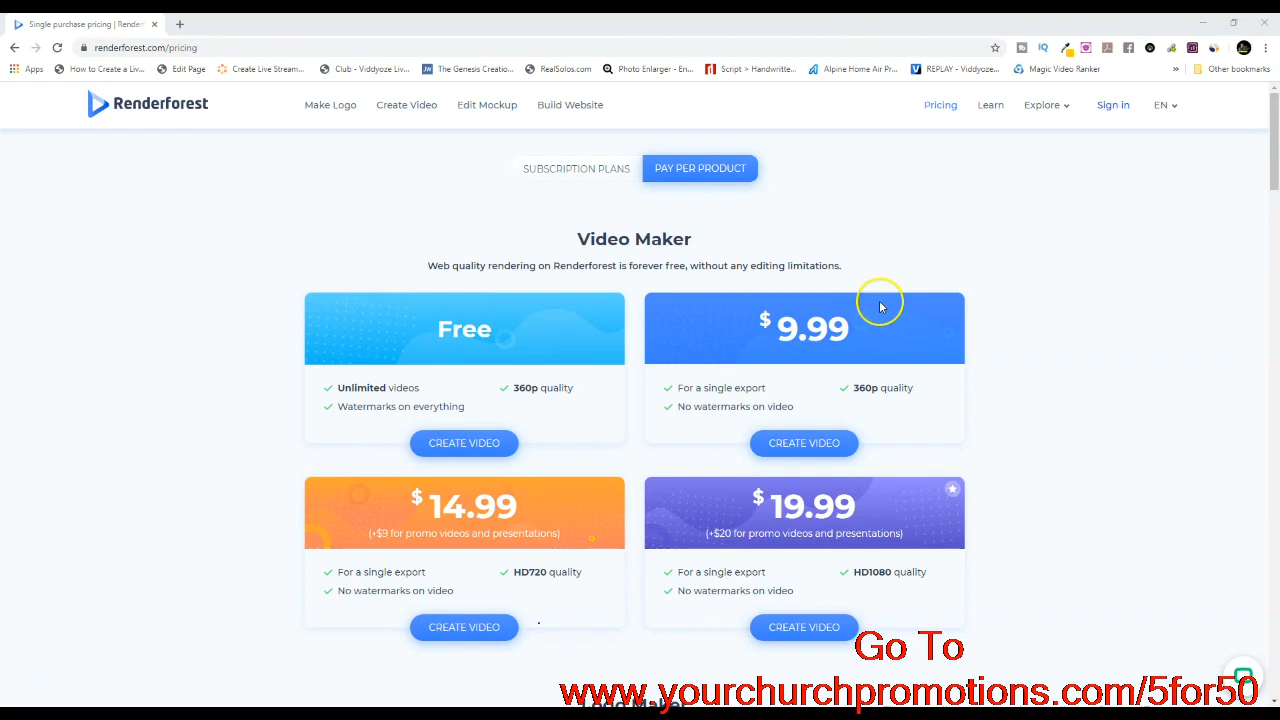 Single purchase pricing | Render
renderforest.com/pricing
Apps How to Create a Liv... Edit Page Create Live Stream... Club - Viddyoze Liv... The Genesis Creatio... RealSolos.com Photo Enlarger - En... Script > Handwritte... Alpine Home Air Pr... REPLAY - Viddyoze... Magic Video Ranker » Other bookmarks
Renderforest Make Logo Create Video Edit Mockup Build Website Pricing Learn Explore Sign in EN
SUBSCRIPTION PLANS PAY PER PRODUCT
Video Maker
Web quality rendering on Renderforest is forever free, without any editing limitations.
Free
Unlimited videos 360p quality
Watermarks on everything
CREATE VIDEO
$ 9.99
For a single export 360p quality
No watermarks on video
CREATE VIDEO
$ 14.99
(+$9 for promo videos and presentations)
For a single export HD720 quality
No watermarks on video
CREATE VIDEO
$ 19.99
(+$20 for promo videos and presentations)
For a single export HD1080 quality
No watermarks on video
CREATE VIDEO
Go To
www.yourchurchpromotions.com/5for50
Logo Maker